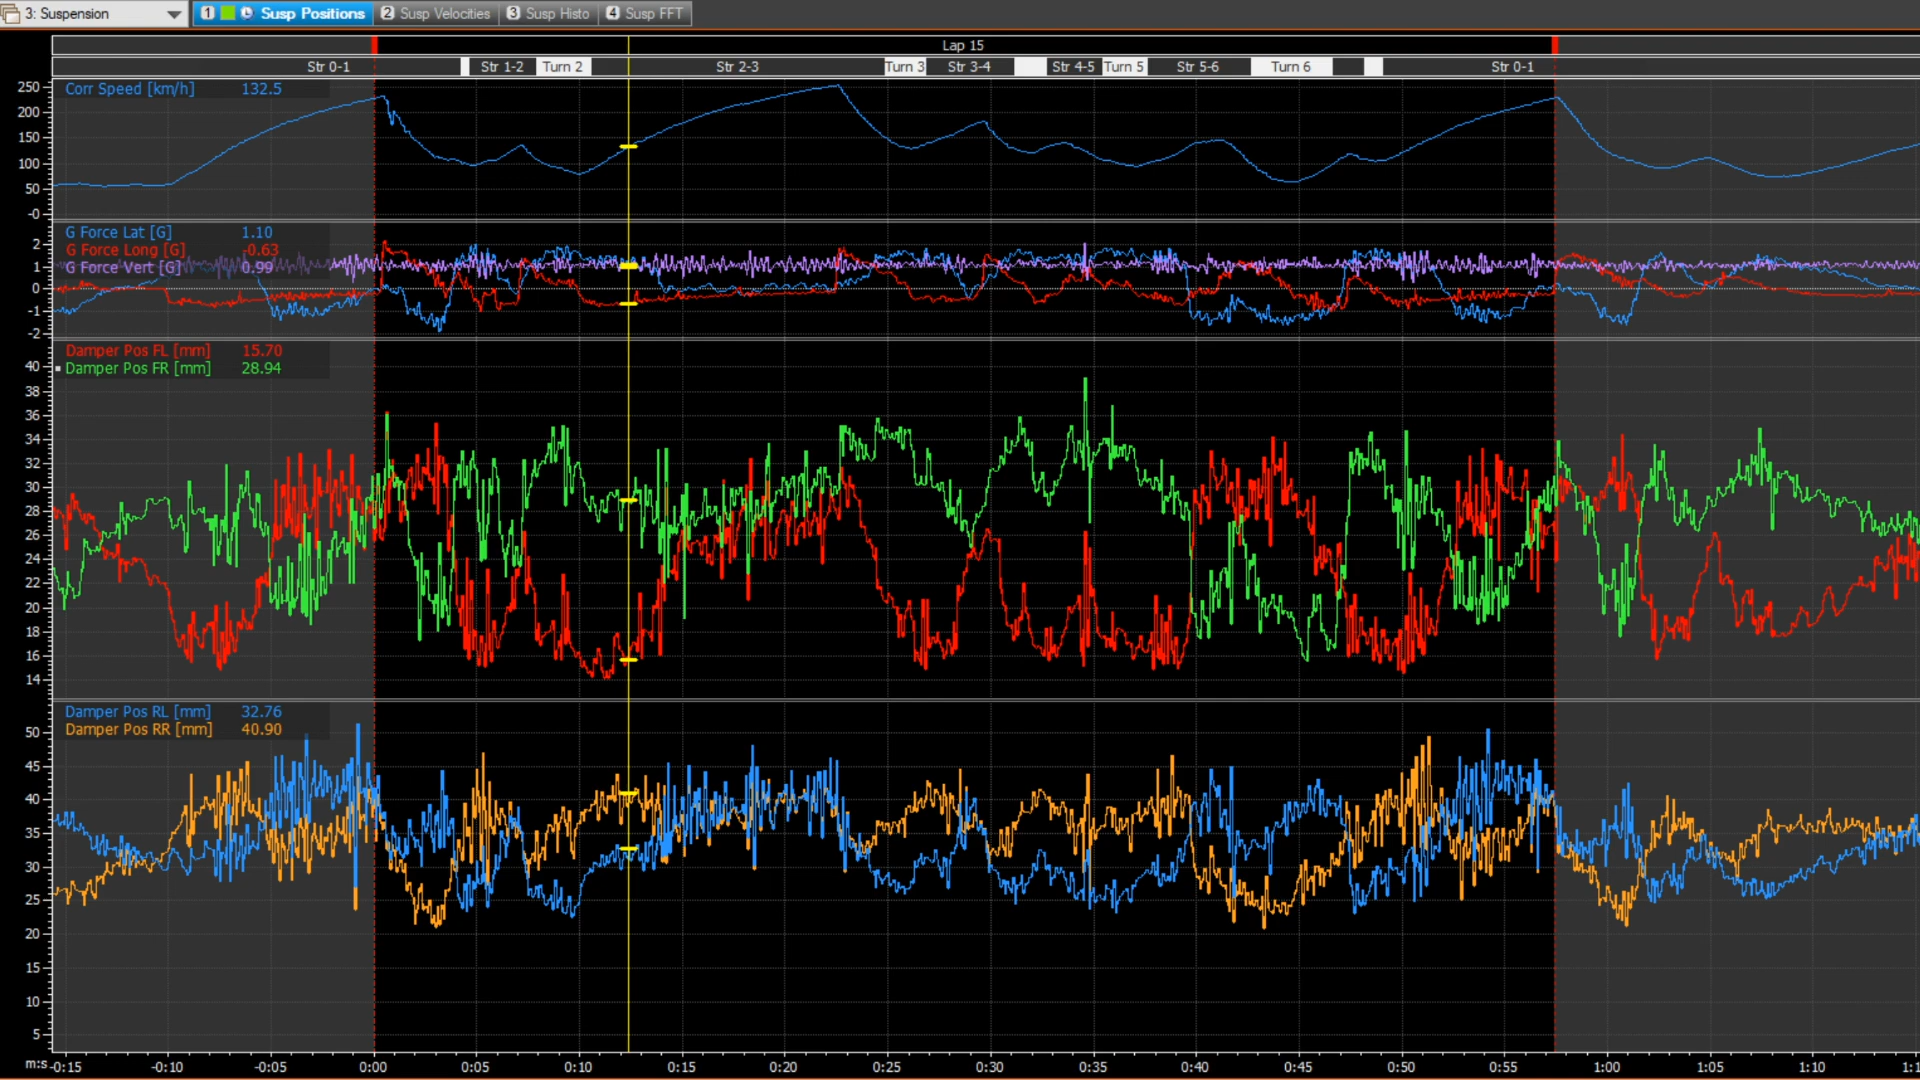 3: Suspension 1 Susp Positions 2 Susp Velocities 3 Susp Histo 4 Susp FFT
Lap 15
Str 0-1 Str 1-2 Turn 2 Str 2-3 Turn 3 Str 3-4 Str 4-5 Turn 5 Str 5-6 Turn 6 Str 0-1
Corr Speed [km/h] 132.5
250
200
150
100
50
-0
G Force Lat [G] 1.10
G Force Long [G] -0.63
G Force Vert [G] 0.99
2
1
0
-1
-2
Damper Pos FL [mm] 15.70
Damper Pos FR [mm] 28.94
40
38
36
34
32
30
28
26
24
22
20
18
16
14
Damper Pos RL [mm] 32.76
Damper Pos RR [mm] 40.90
50
45
40
35
30
25
20
15
10
5
m:s -0:15 -0:10 -0:05 0:00 0:05 0:10 0:15 0:20 0:25 0:30 0:35 0:40 0:45 0:50 0:55 1:00 1:05 1:10